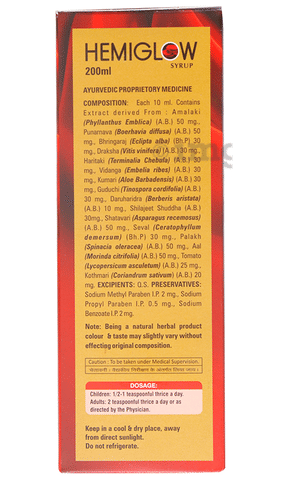 HEMIGLOW
SYRUP
200ml
AYURVEDIC PROPRIETORY MEDICINE
COMPOSITION: Each 10 ml. Contains
Extract derived From : Amalaki
(Phyllanthus Emblica) (A.B.) 50 mg.,
Punarnava (Boerhavia diffusa) (A.B.) 50
mg., Bhringaraj (Eclipta alba) (B.P.) 30
mg., Draksha (Vitis vinifera) (A.B.) 30 mg.,
Haritaki (Terminalia Chebula) (A.B.) 30
mg., Vidanga (Embelia ribes) (A.B.) 30
mg., Kumari (Aloe Barbadensis) (A.B.) 30
mg., Guduchi (Tinospora cordifolia) (A.B.)
30 mg., Daruharidra (Berberis aristata)
(A.B.) 10 mg., Shilajeet Shuddha (A.B.)
30mg., Shatavari (Asparagus recemosus)
(A.B.) 50 mg., Seval (Ceratophyllum
demersum) (Bh.P) 30 mg., Palakh
(Spinacia oleracea) (A.B.) 50 mg., Aal
(Morinda citrifolia) (A.B.) 50 mg., Tomato
(Lycopersicum asculetum) (A.B.) 25 mg.,
Kothmari (Coriandrum sativum) (A.B.) 20
mg. EXCIPIENTS: Q.S. PRESERVATIVES:
Sodium Methyl Paraben I.P. 2 mg., Sodium
Propyl Paraben I.P. 0.5 mg., Sodium
Benzoate I.P. 2 mg.
Note: Being a natural herbal product
colour & taste may slightly vary without
effecting original composition.
Caution : To be taken under Medical Supervision.
DOSAGE:
Children: 1/2-1 teaspoonful thrice a day.
Adults: 2 teaspoonful thrice a day or as
directed by the Physician.
Keep in a cool & dry place, away
from direct sunlight.
Do not refrigerate.